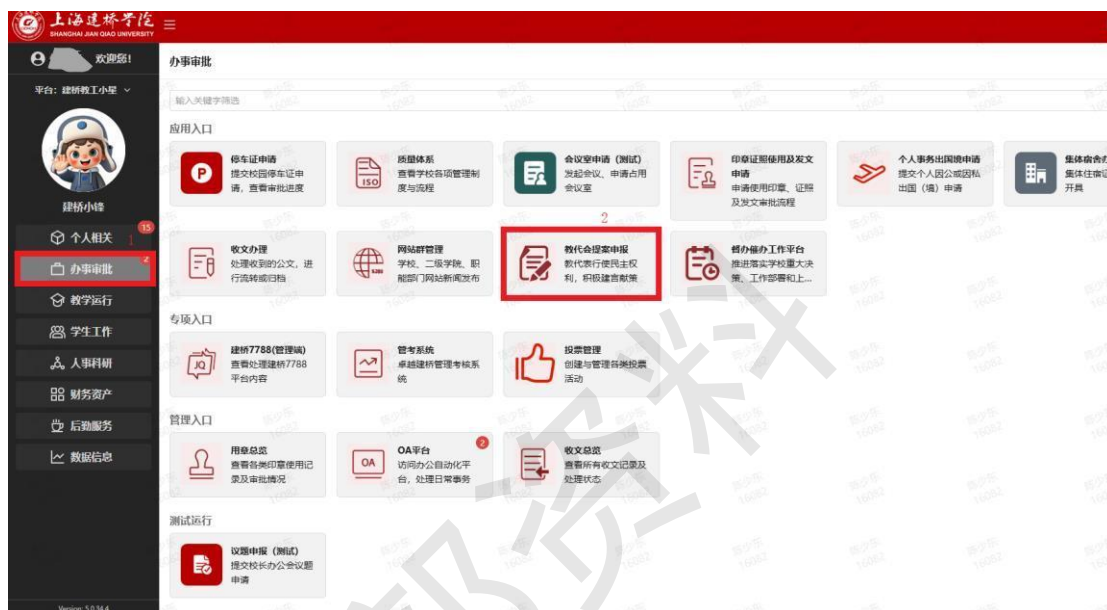 上海建桥学院
SHANGHAI JIAN QIAO UNIVERSITY
欢迎您!
平台: 建桥教工小星
建桥小锋
个人相关
15
1
办事审批
2
教学运行
学生工作
人事科研
财务资产
后勤服务
数据信息
Version: 5.0.34.4
办事审批
输入关键字筛选
应用入口
P
停车证申请
提交校园停车证申
请，查看审批进度
ISO
质量体系
查看学校各项管理制
度与流程
会议室申请（测试）
发起会议、申请占用
会议室
印章证照使用及发文
申请
申请使用印章、证照
及发文审批流程
个人事务出国境申请
提交个人因公或因私
出国（境）申请
集体宿舍
集体住宿证
开具
2
收文办理
处理收到的公文，进
行流转或归档
网站群管理
学校、二级学院、职
能部门网站新闻发布
教代会提案申报
教代表行使民主权
利，积极建言献策
督办催办工作平台
推进落实学校重大决
策、工作部署和上...
专项入口
JQ
建桥7788(管理端)
查看处理建桥7788
平台内容
管考系统
卓越建桥管理考核系
统
投票管理
创建与管理各类投票
活动
管理入口
用章总览
查看各类印章使用记
录及审批情况
OA
OA平台
2
访问办公自动化平
台，处理日常事务
收文总览
查看所有收文记录及
处理状态
测试运行
议题申报（测试）
提交校长办公会议题
申请
部资料